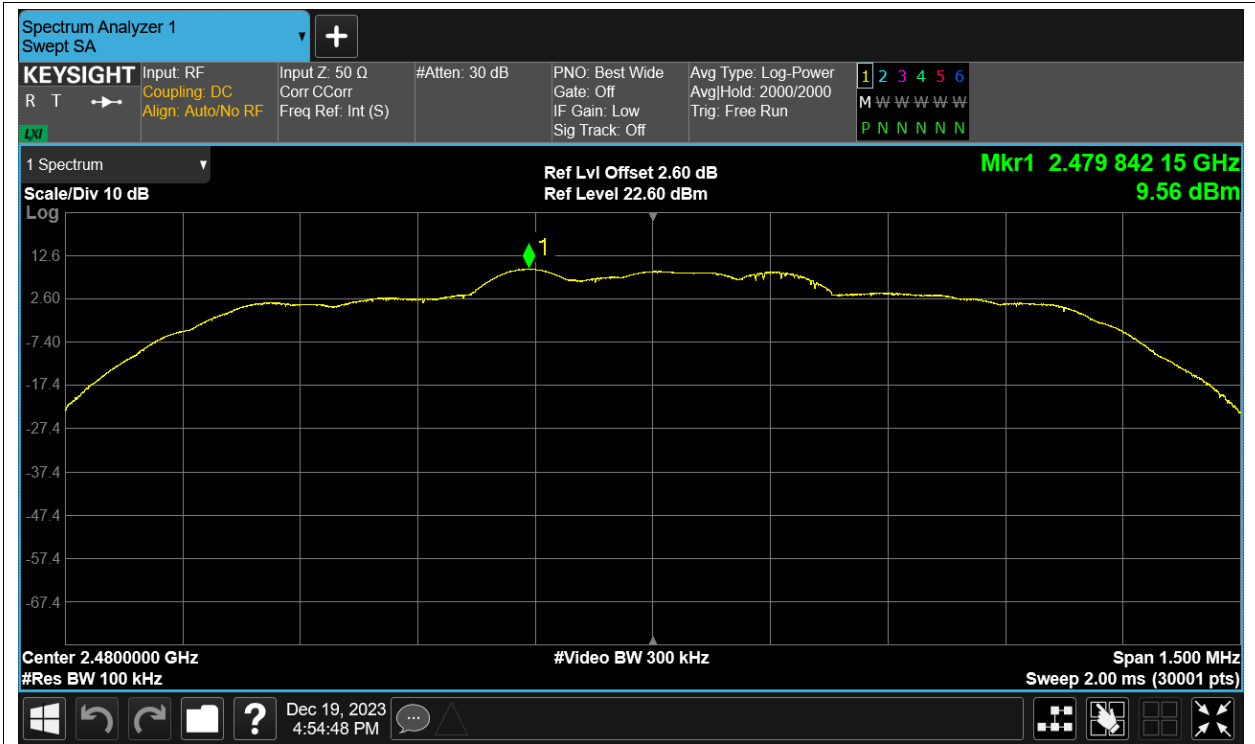 Spectrum Analyzer 1
Swept SA
KEYSIGHT
R T
LXI
Input: RF
Coupling: DC
Align: Auto/No RF
Input Z: 50 Ω
Corr CCorr
Freq Ref: Int (S)
#Atten: 30 dB
PNO: Best Wide
Gate: Off
IF Gain: Low
Sig Track: Off
Avg Type: Log-Power
Avg|Hold: 2000/2000
Trig: Free Run
1 2 3 4 5 6
M W W W W W
P N N N N N
1 Spectrum
Scale/Div 10 dB
Log
Ref Lvl Offset 2.60 dB
Ref Level 22.60 dBm
Mkr1 2.479 842 15 GHz
9.56 dBm
1
12.6
2.60
-7.40
-17.4
-27.4
-37.4
-47.4
-57.4
-67.4
Center 2.4800000 GHz
#Res BW 100 kHz
#Video BW 300 kHz
Span 1.500 MHz
Sweep 2.00 ms (30001 pts)
?
Dec 19, 2023
4:54:48 PM